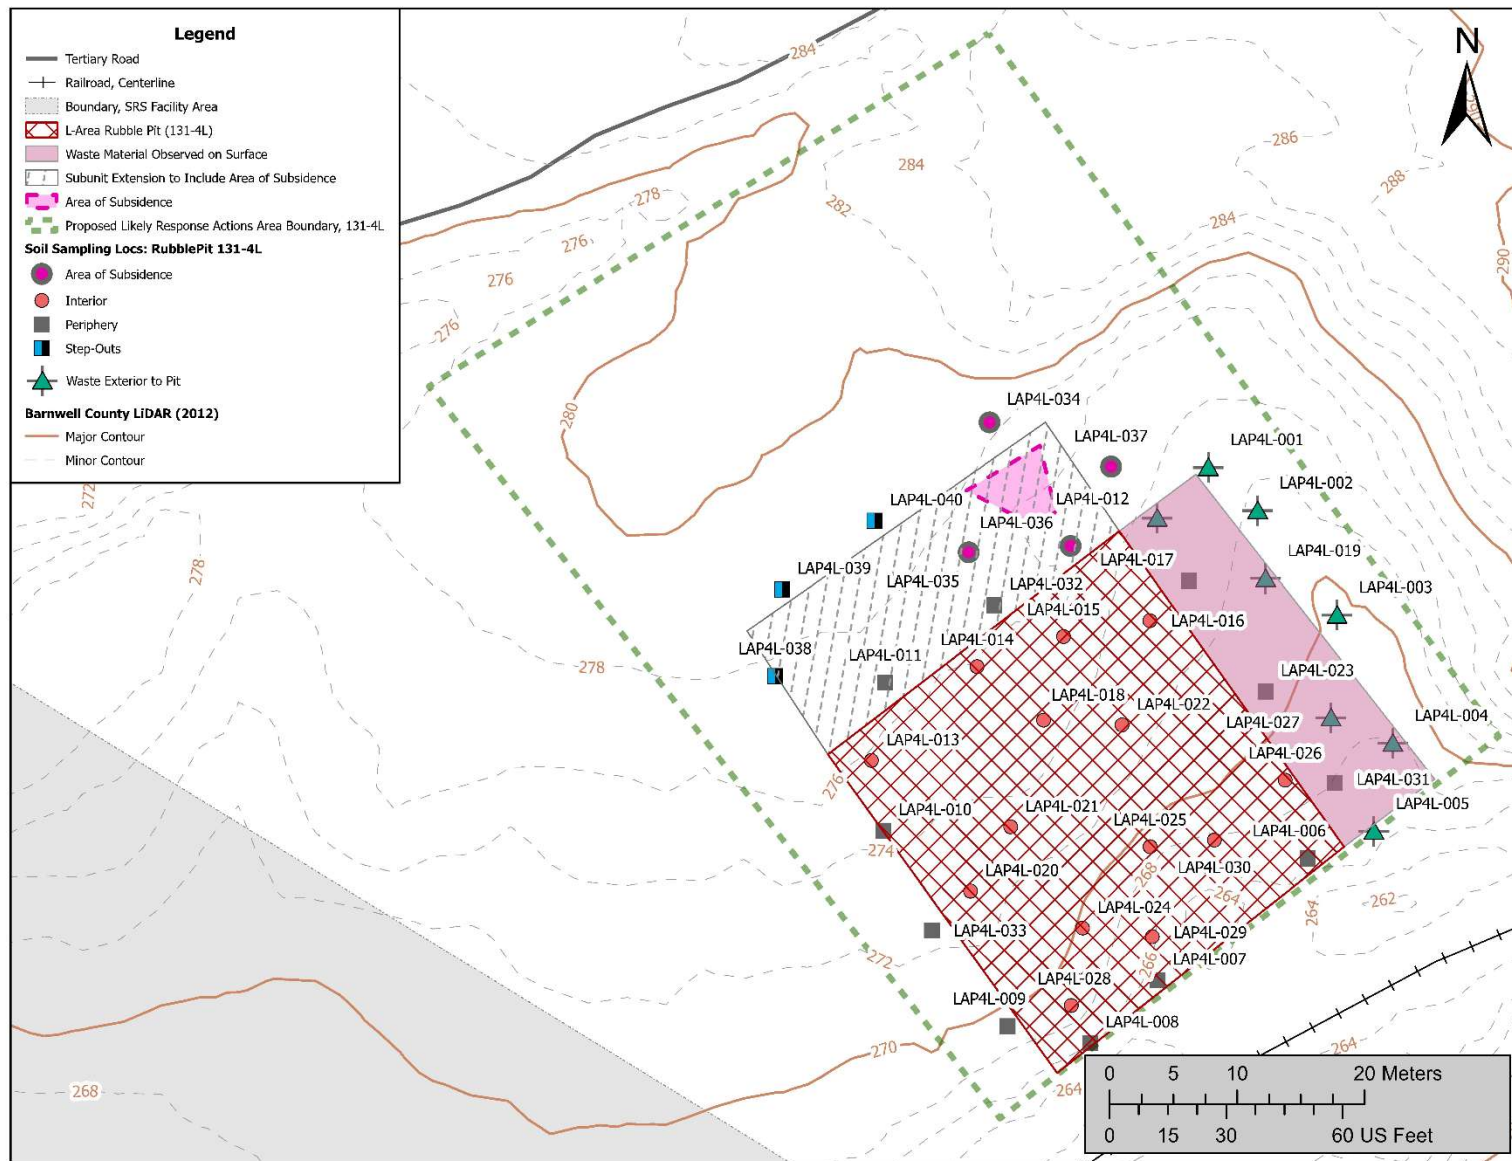 Legend
Tertiary Road
Railroad, Centerline
Boundary, SRS Facility Area
L-Area Rubble Pit (131-4L)
Waste Material Observed on Surface
Subunit Extension to Include Area of Subsidence
Area of Subsidence
Proposed Likely Response Actions Area Boundary, 131-4L
Soil Sampling Locs: RubblePit 131-4L
Area of Subsidence
Interior
Periphery
Step-Outs
Waste Exterior to Pit
Barnwell County LiDAR (2012)
Major Contour
Minor Contour
N
284
290
286
284
288
278
282
284
276
276
290
276
280
272
278
278
276
274
268
264
264
262
272
266
270
264
264
268
LAP4L-034
LAP4L-037
LAP4L-001
LAP4L-002
LAP4L-040
LAP4L-012
LAP4L-036
LAP4L-019
LAP4L-017
LAP4L-039
LAP4L-035
LAP4L-032
LAP4L-003
LAP4L-015
LAP4L-016
LAP4L-014
LAP4L-038
LAP4L-011
LAP4L-023
LAP4L-018
LAP4L-022
LAP4L-027
LAP4L-004
LAP4L-013
LAP4L-026
LAP4L-031
LAP4L-005
LAP4L-010
LAP4L-021
LAP4L-025
LAP4L-006
LAP4L-020
LAP4L-030
LAP4L-024
LAP4L-033
LAP4L-029
LAP4L-007
LAP4L-028
LAP4L-009
LAP4L-008
0 5 10 20 Meters
0 15 30 60 US Feet